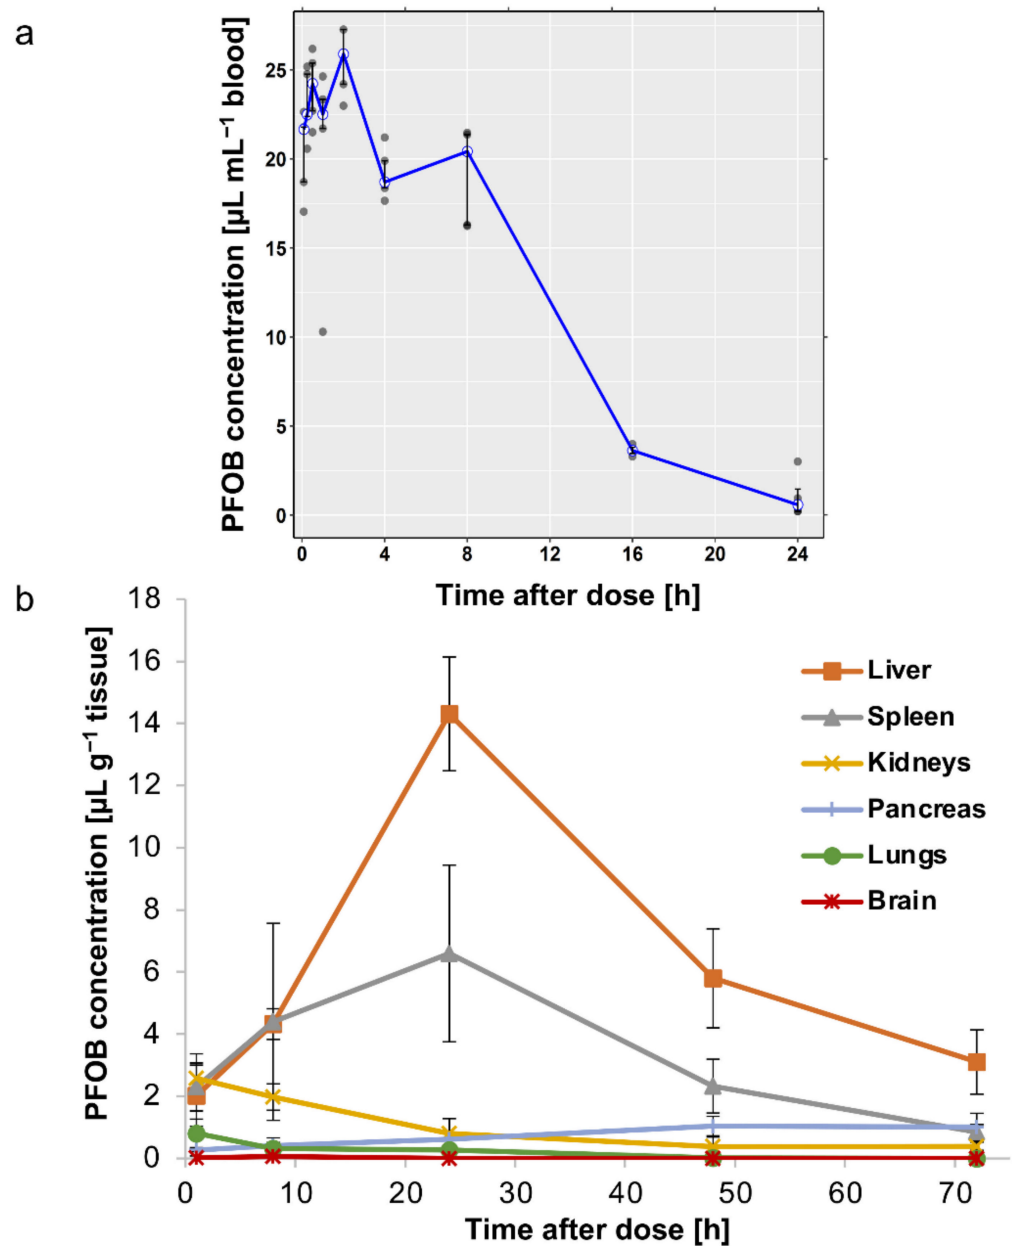 a
PFOB concentration [µL mL⁻¹ blood]
25
20
15
10
5
0
0 4 8 12 16 20 24
Time after dose [h]
b
PFOB concentration [µL g⁻¹ tissue]
18
16
14
12
10
8
6
4
2
0
Liver
Spleen
Kidneys
Pancreas
Lungs
Brain
0 10 20 30 40 50 60 70
Time after dose [h]